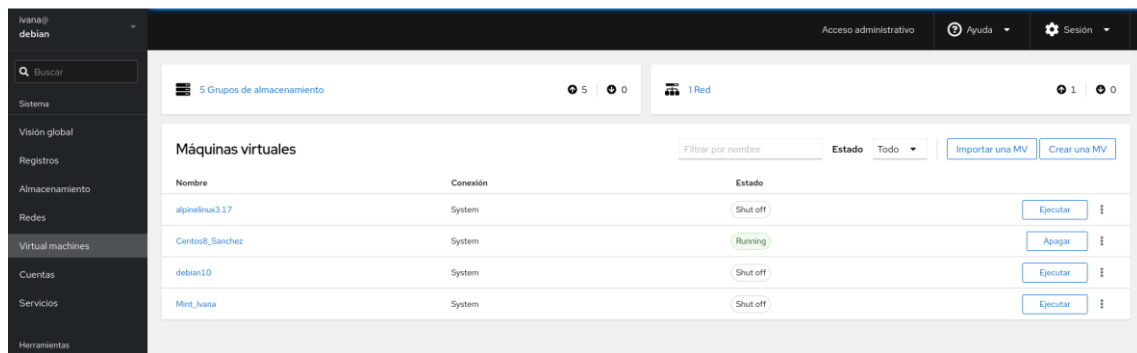 ivana@
debian
Acceso administrativo
Ayuda
Sesión
Buscar
Sistema
Visión global
Registros
Almacenamiento
Redes
Virtual machines
Cuentas
Servicios
Herramientas
5 Grupos de almacenamiento
5
0
1 Red
1
0
Máquinas virtuales
Filtrar por nombre
Estado
Todo
Importar una MV
Crear una MV
Nombre Conexión Estado
alpinelinux3.17 System Shut off Ejecutar
Centos8_Sanchez System Running Apagar
debian10 System Shut off Ejecutar
Mint_Ivana System Shut off Ejecutar